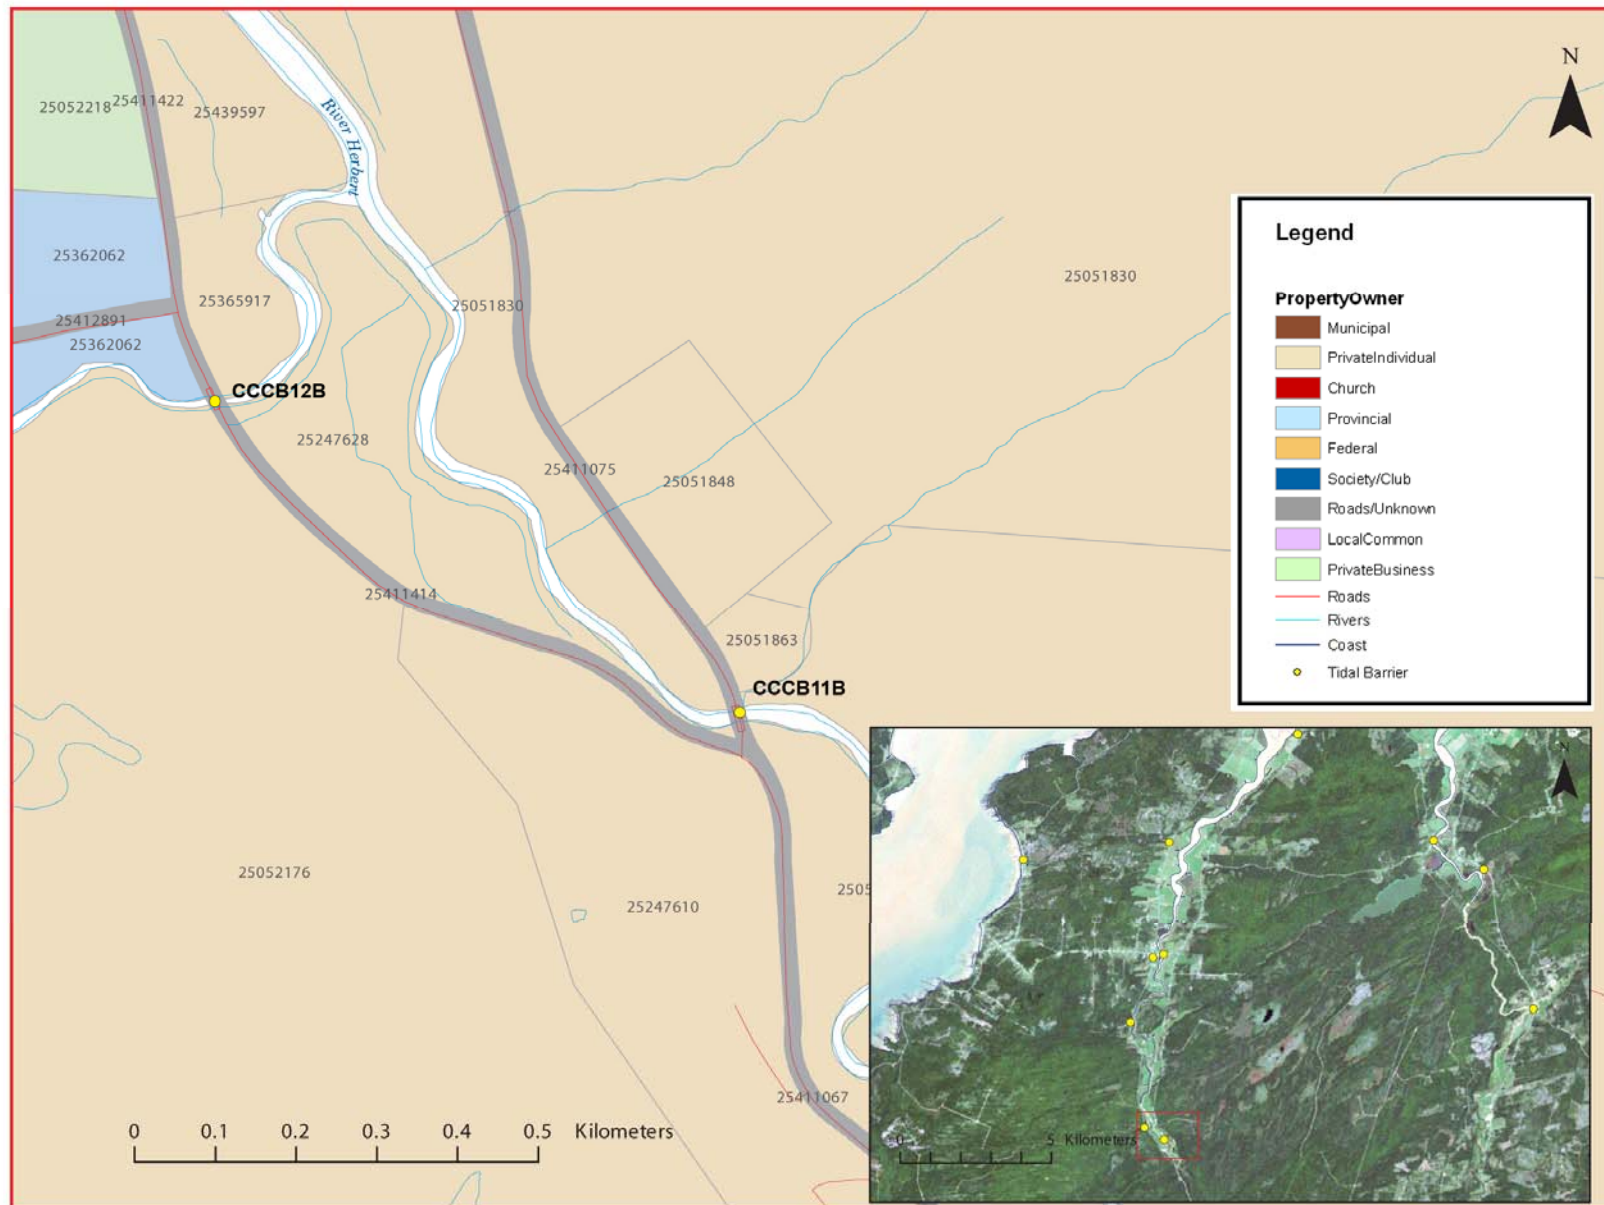 N
25052218
25411422
25439597
River Herbert
25362062
25051830
25365917
25051830
25412891
25362062
CCCB12B
25247628
25411075
25051848
25411414
25051863
CCCB11B
25052176
25247610
2505
25411067
0 0.1 0.2 0.3 0.4 0.5 Kilometers
Legend
PropertyOwner
Municipal
PrivateIndividual
Church
Provincial
Federal
Society/Club
Roads/Unknown
LocalCommon
PrivateBusiness
Roads
Rivers
Coast
Tidal Barrier
N
0 5 Kilometers